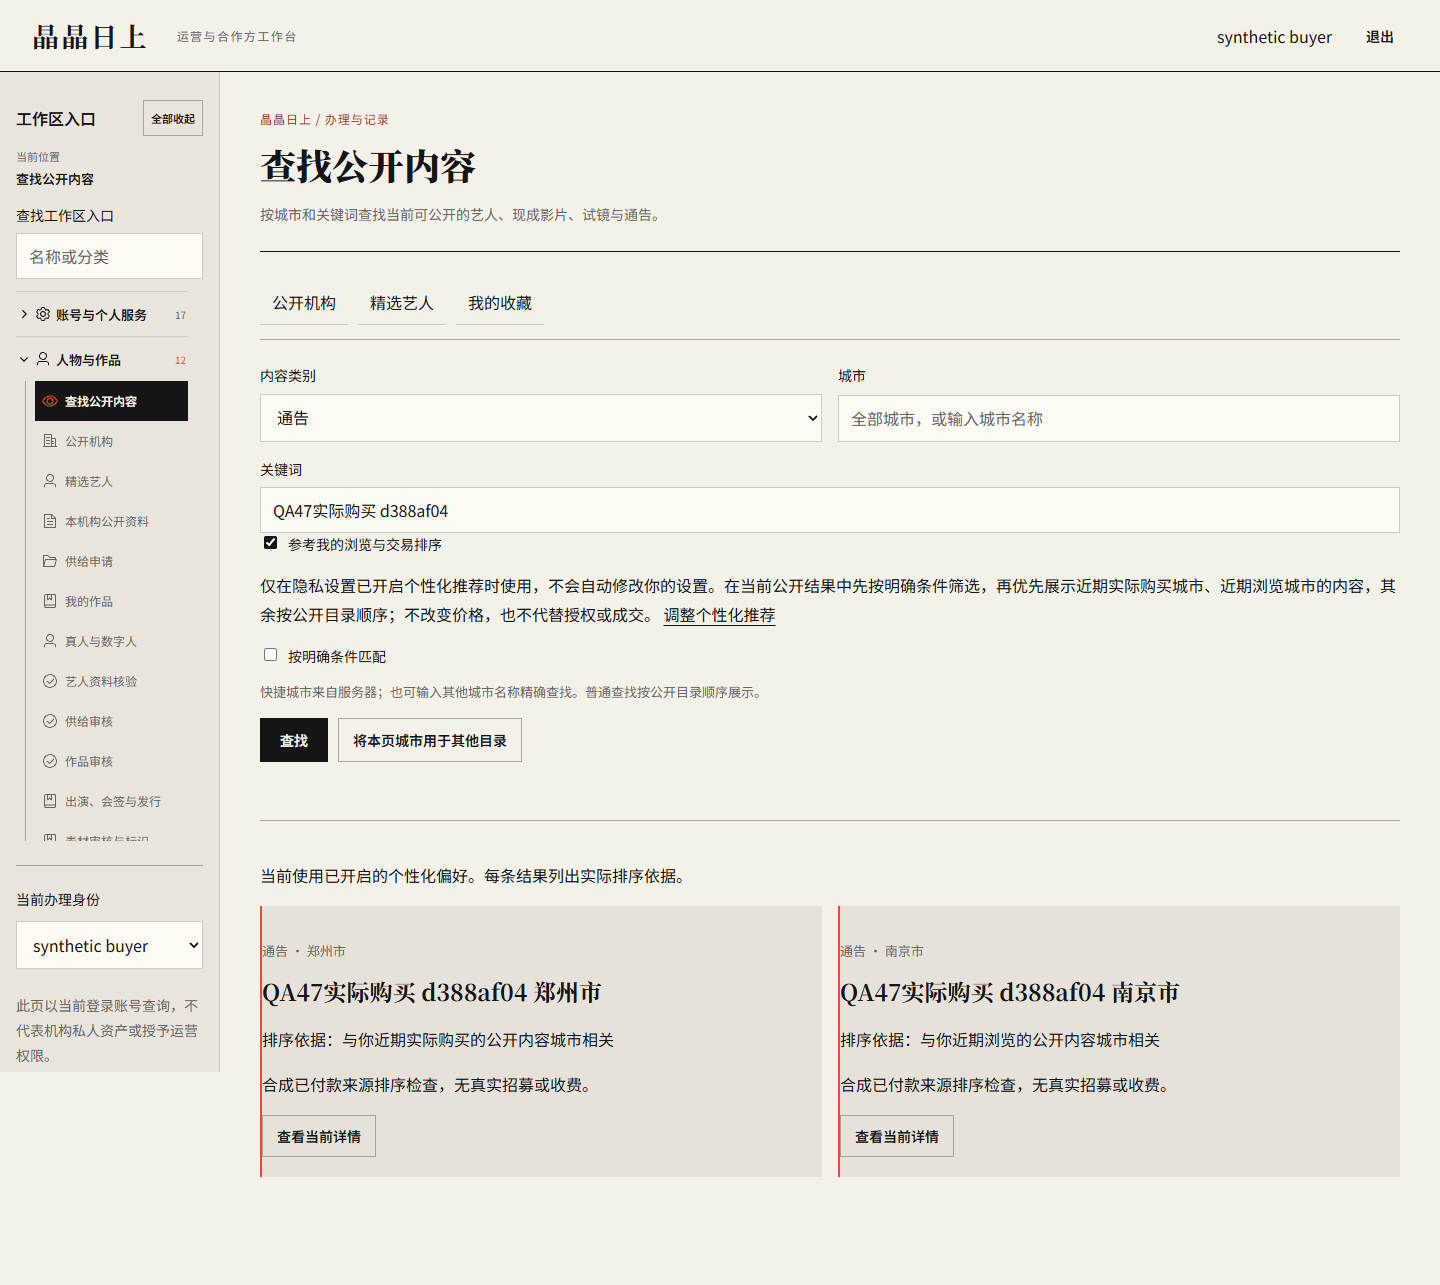 晶晶日上
运营与合作方工作台
synthetic buyer
退出
工作区入口
全部收起
当前位置
查找公开内容
查找工作区入口
名称或分类
账号与个人服务 17
人物与作品 12
查找公开内容
公开机构
精选艺人
本机构公开资料
供给申请
我的作品
真人与数字人
艺人资料核验
供给审核
作品审核
出演、会签与发行
素材审核与标识
当前办理身份
synthetic buyer
此页以当前登录账号查询，不
代表机构私人资产或授予运营
权限。
晶晶日上 / 办理与记录
查找公开内容
按城市和关键词查找当前可公开的艺人、现成影片、试镜与通告。
公开机构
精选艺人
我的收藏
内容类别
通告
城市
全部城市，或输入城市名称
关键词
QA47实际购买 d388af04
参考我的浏览与交易排序
仅在隐私设置已开启个性化推荐时使用，不会自动修改你的设置。在当前公开结果中先按明确条件筛选，再优先展示近期实际购买城市、近期浏览城市的内容，其
余按公开目录顺序；不改变价格，也不代替授权或成交。 调整个性化推荐
按明确条件匹配
快捷城市来自服务器；也可输入其他城市名称精确查找。普通查找按公开目录顺序展示。
查找
将本页城市用于其他目录
当前使用已开启的个性化偏好。每条结果列出实际排序依据。
通告 · 郑州市
QA47实际购买 d388af04 郑州市
排序依据：与你近期实际购买的公开内容城市相关
合成已付款来源排序检查，无真实招募或收费。
查看当前详情
通告 · 南京市
QA47实际购买 d388af04 南京市
排序依据：与你近期浏览的公开内容城市相关
合成已付款来源排序检查，无真实招募或收费。
查看当前详情